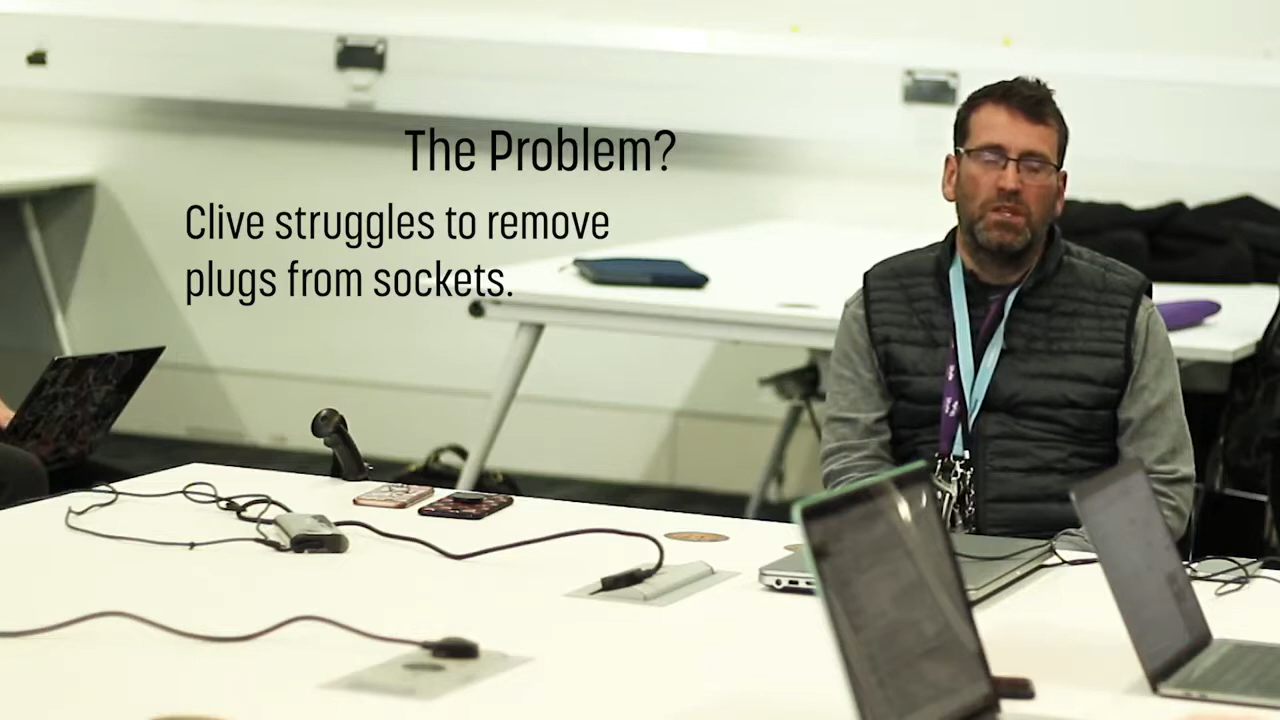 The Problem?
Clive struggles to remove
plugs from sockets.